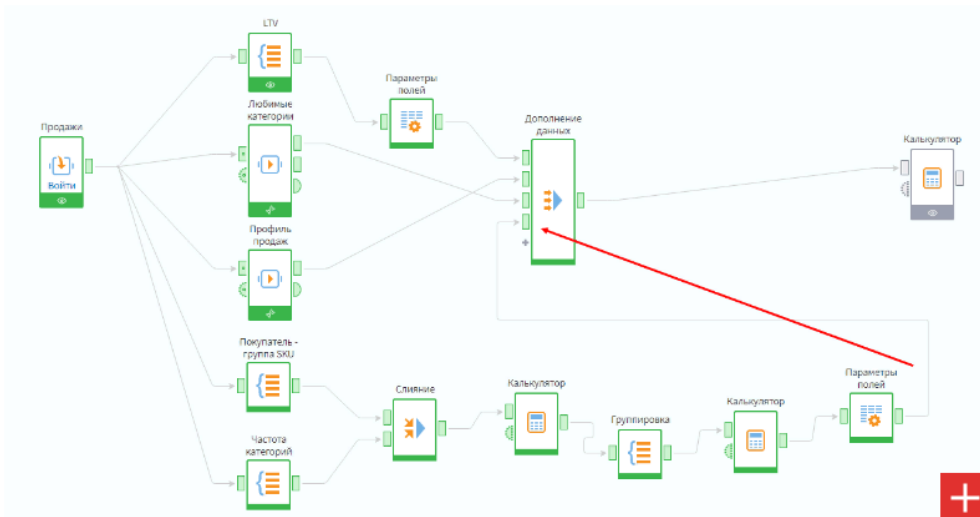 LTV
Параметры
полей
Любимые
категории
Дополнение
данных
Продажи
Калькулятор
Войти
Профиль
продаж
Покупатель -
группа SKU
Слияние
Калькулятор
Группировка
Калькулятор
Параметры
полей
Частота
категорий